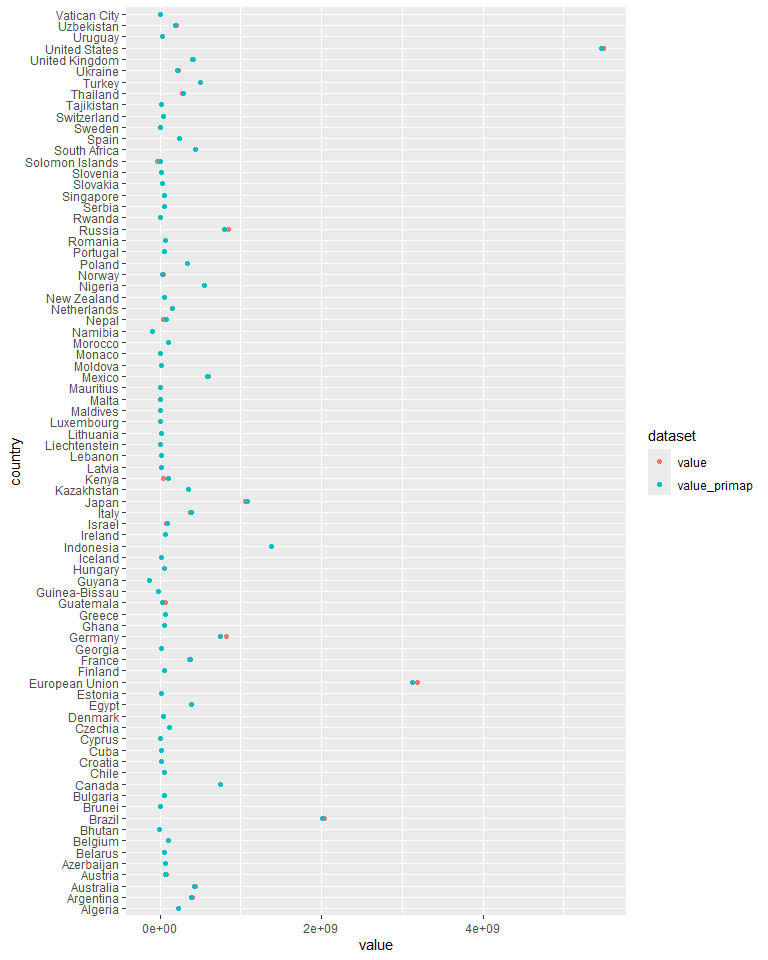 Vatican City
Uzbekistan
Uruguay
United States
United Kingdom
Ukraine
Turkey
Thailand
Tajikistan
Switzerland
Sweden
Spain
South Africa
Solomon Islands
Slovenia
Slovakia
Singapore
Serbia
Rwanda
Russia
Romania
Portugal
Poland
Norway
Nigeria
New Zealand
Netherlands
Nepal
Namibia
Morocco
Monaco
Moldova
Mexico
Mauritius
Malta
Maldives
Luxembourg
Lithuania
Liechtenstein
Lebanon
Latvia
Kenya
Kazakhstan
Japan
Italy
Israel
Ireland
Indonesia
Iceland
Hungary
Guyana
Guinea-Bissau
Guatemala
Greece
Ghana
Germany
Georgia
France
Finland
European Union
Estonia
Egypt
Denmark
Czechia
Cyprus
Cuba
Croatia
Chile
Canada
Bulgaria
Brunei
Brazil
Bhutan
Belgium
Belarus
Azerbaijan
Austria
Australia
Argentina
Algeria
country
0e+00 2e+09 4e+09
value
dataset
value
value_primap